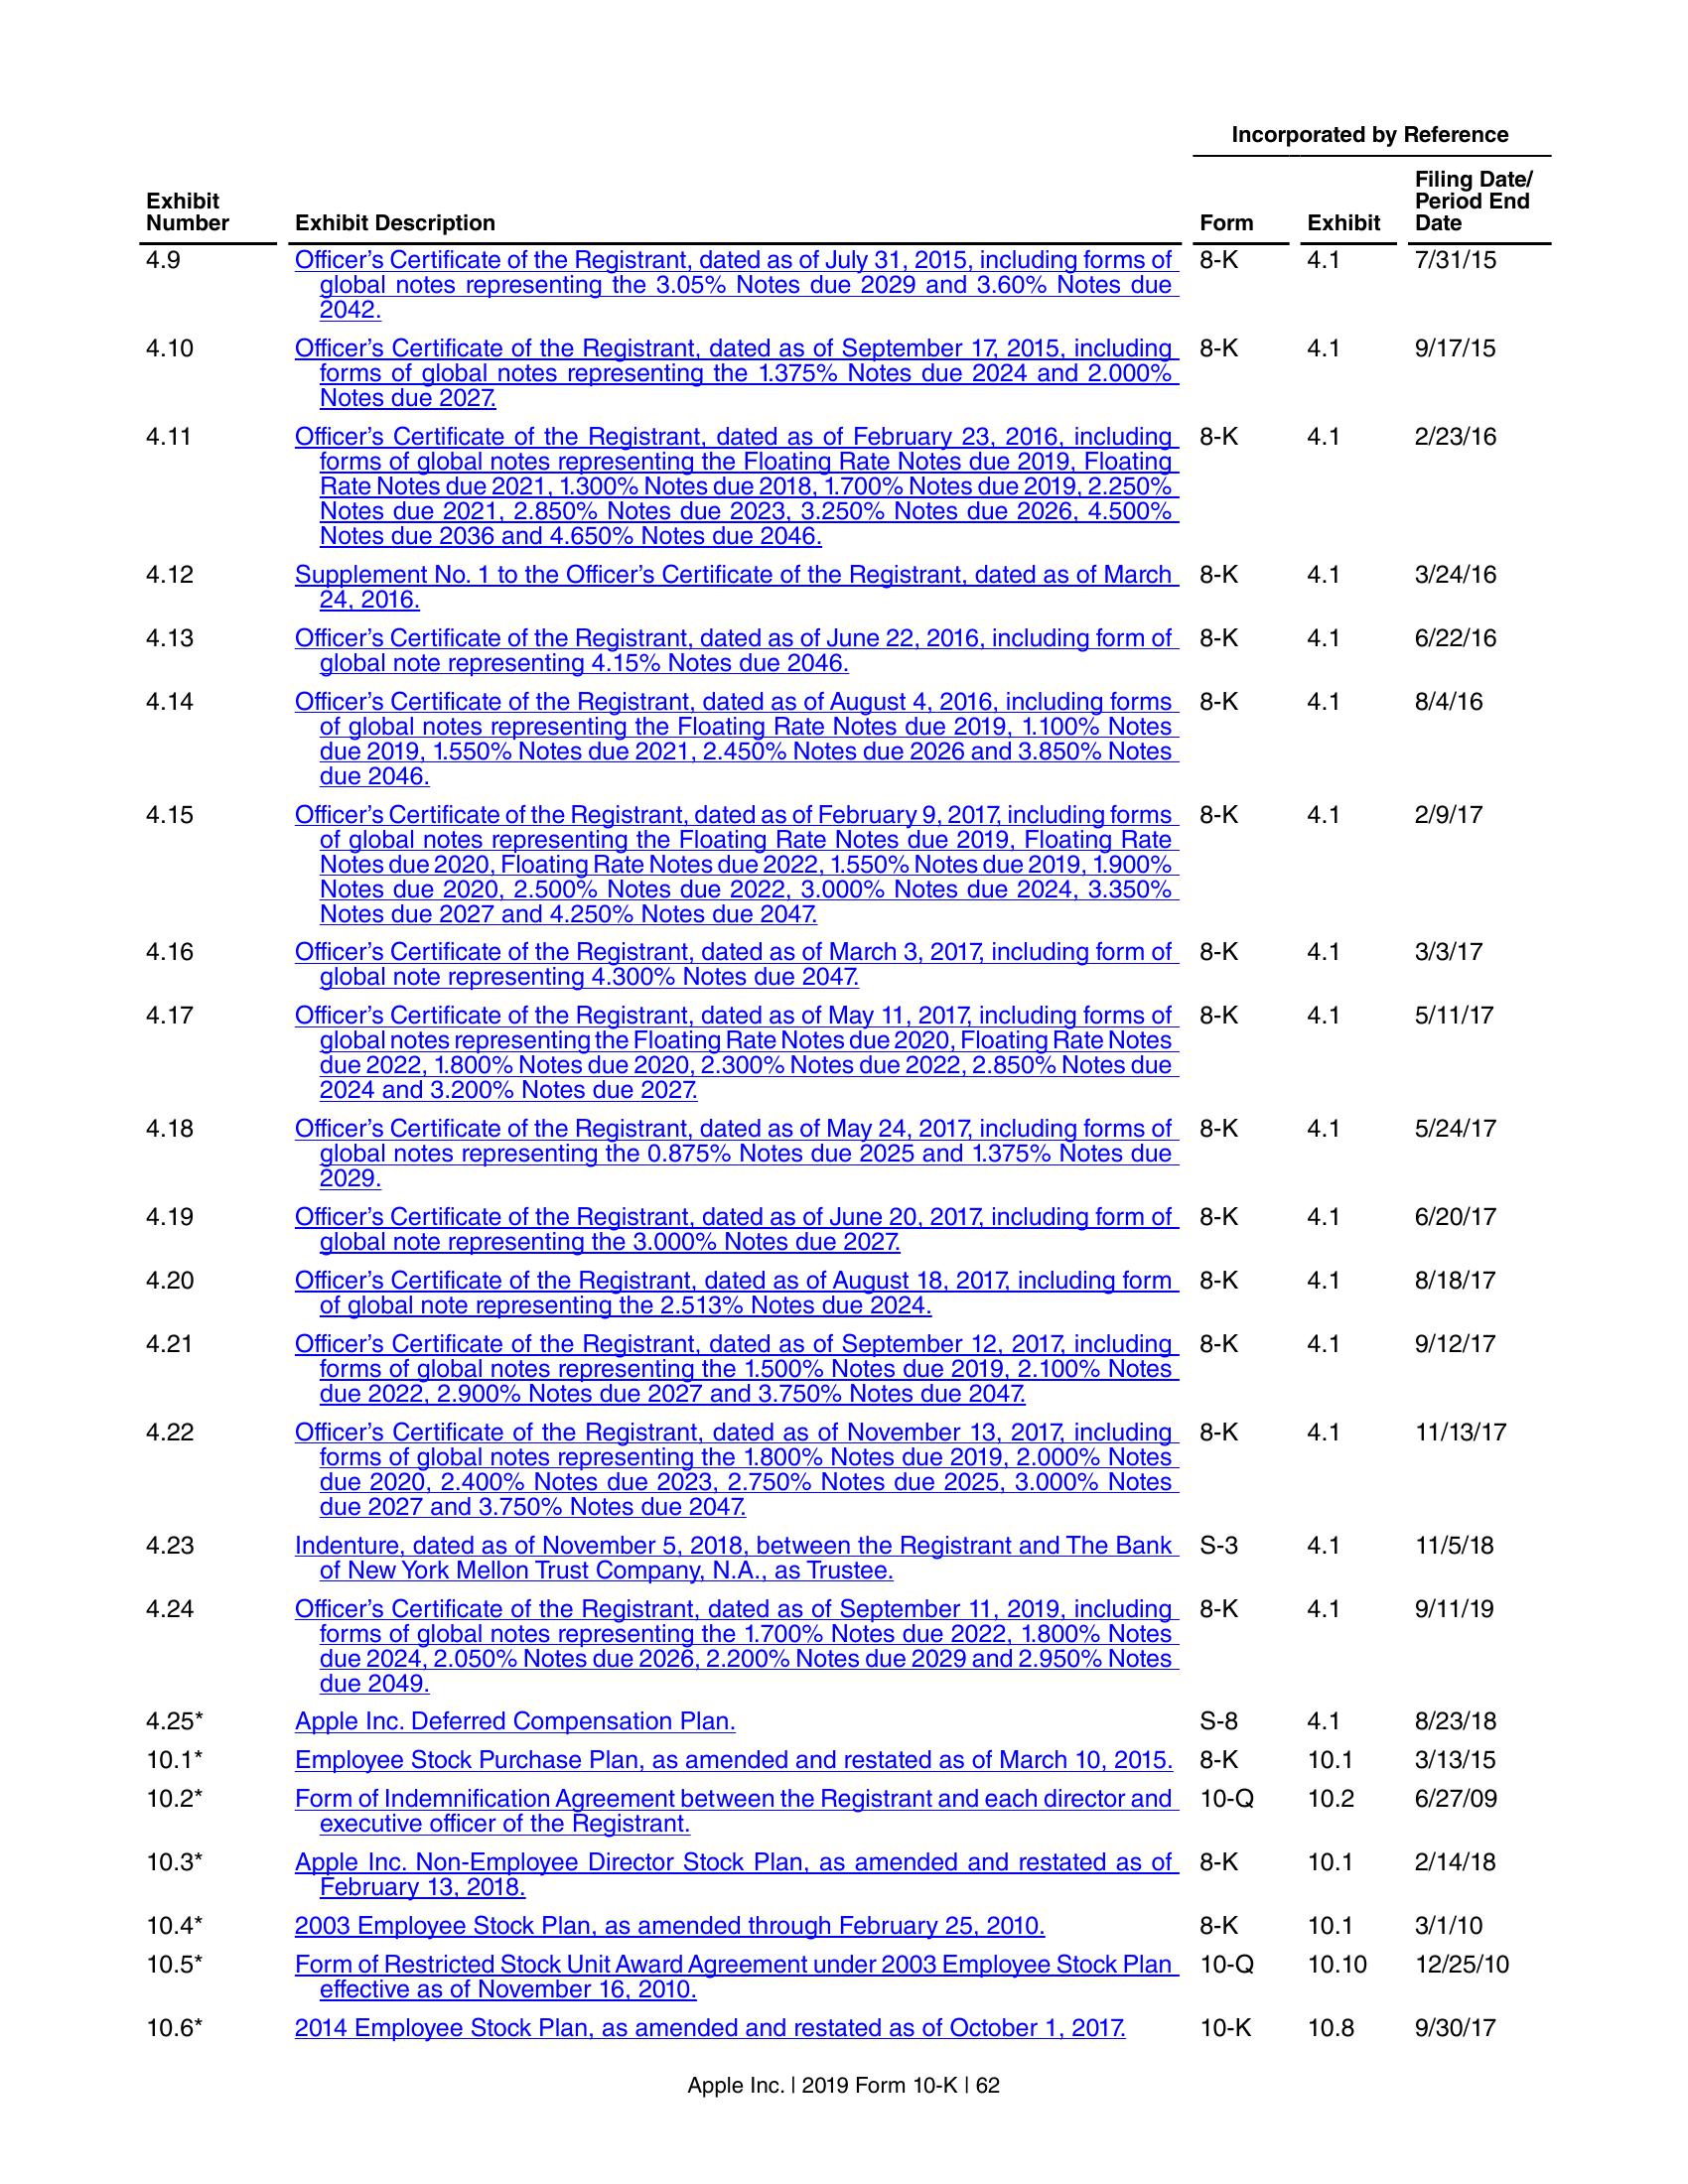 Incorporated by Reference
Exhibit Number Exhibit Description Form Exhibit Filing Date/ Period End Date
4.9 Officer’s Certificate of the Registrant, dated as of July 31, 2015, including forms of 8-K 4.1 7/31/15
global notes representing the 3.05% Notes due 2029 and 3.60% Notes due
2042.
4.10 Officer’s Certificate of the Registrant, dated as of September 17, 2015, including 8-K 4.1 9/17/15
forms of global notes representing the 1.375% Notes due 2024 and 2.000%
Notes due 2027.
4.11 Officer’s Certificate of the Registrant, dated as of February 23, 2016, including 8-K 4.1 2/23/16
forms of global notes representing the Floating Rate Notes due 2019, Floating
Rate Notes due 2021, 1.300% Notes due 2018, 1.700% Notes due 2019, 2.250%
Notes due 2021, 2.850% Notes due 2023, 3.250% Notes due 2026, 4.500%
Notes due 2036 and 4.650% Notes due 2046.
4.12 Supplement No. 1 to the Officer’s Certificate of the Registrant, dated as of March 8-K 4.1 3/24/16
24, 2016.
4.13 Officer’s Certificate of the Registrant, dated as of June 22, 2016, including form of 8-K 4.1 6/22/16
global note representing 4.15% Notes due 2046.
4.14 Officer’s Certificate of the Registrant, dated as of August 4, 2016, including forms 8-K 4.1 8/4/16
of global notes representing the Floating Rate Notes due 2019, 1.100% Notes
due 2019, 1.550% Notes due 2021, 2.450% Notes due 2026 and 3.850% Notes
due 2046.
4.15 Officer’s Certificate of the Registrant, dated as of February 9, 2017, including forms 8-K 4.1 2/9/17
of global notes representing the Floating Rate Notes due 2019, Floating Rate
Notes due 2020, Floating Rate Notes due 2022, 1.550% Notes due 2019, 1.900%
Notes due 2020, 2.500% Notes due 2022, 3.000% Notes due 2024, 3.350%
Notes due 2027 and 4.250% Notes due 2047.
4.16 Officer’s Certificate of the Registrant, dated as of March 3, 2017, including form of 8-K 4.1 3/3/17
global note representing 4.300% Notes due 2047.
4.17 Officer’s Certificate of the Registrant, dated as of May 11, 2017, including forms of 8-K 4.1 5/11/17
global notes representing the Floating Rate Notes due 2020, Floating Rate Notes
due 2022, 1.800% Notes due 2020, 2.300% Notes due 2022, 2.850% Notes due
2024 and 3.200% Notes due 2027.
4.18 Officer’s Certificate of the Registrant, dated as of May 24, 2017, including forms of 8-K 4.1 5/24/17
global notes representing the 0.875% Notes due 2025 and 1.375% Notes due
2029.
4.19 Officer’s Certificate of the Registrant, dated as of June 20, 2017, including form of 8-K 4.1 6/20/17
global note representing the 3.000% Notes due 2027.
4.20 Officer’s Certificate of the Registrant, dated as of August 18, 2017, including form 8-K 4.1 8/18/17
of global note representing the 2.513% Notes due 2024.
4.21 Officer’s Certificate of the Registrant, dated as of September 12, 2017, including 8-K 4.1 9/12/17
forms of global notes representing the 1.500% Notes due 2019, 2.100% Notes
due 2022, 2.900% Notes due 2027 and 3.750% Notes due 2047.
4.22 Officer’s Certificate of the Registrant, dated as of November 13, 2017, including 8-K 4.1 11/13/17
forms of global notes representing the 1.800% Notes due 2019, 2.000% Notes
due 2020, 2.400% Notes due 2023, 2.750% Notes due 2025, 3.000% Notes
due 2027 and 3.750% Notes due 2047.
4.23 Indenture, dated as of November 5, 2018, between the Registrant and The Bank S-3 4.1 11/5/18
of New York Mellon Trust Company, N.A., as Trustee.
4.24 Officer’s Certificate of the Registrant, dated as of September 11, 2019, including 8-K 4.1 9/11/19
forms of global notes representing the 1.700% Notes due 2022, 1.800% Notes
due 2024, 2.050% Notes due 2026, 2.200% Notes due 2029 and 2.950% Notes
due 2049.
4.25* Apple Inc. Deferred Compensation Plan. S-8 4.1 8/23/18
10.1* Employee Stock Purchase Plan, as amended and restated as of March 10, 2015. 8-K 10.1 3/13/15
10.2* Form of Indemnification Agreement between the Registrant and each director and 10-Q 10.2 6/27/09
executive officer of the Registrant.
10.3* Apple Inc. Non-Employee Director Stock Plan, as amended and restated as of 8-K 10.1 2/14/18
February 13, 2018.
10.4* 2003 Employee Stock Plan, as amended through February 25, 2010. 8-K 10.1 3/1/10
10.5* Form of Restricted Stock Unit Award Agreement under 2003 Employee Stock Plan 10-Q 10.10 12/25/10
effective as of November 16, 2010.
10.6* 2014 Employee Stock Plan, as amended and restated as of October 1, 2017. 10-K 10.8 9/30/17
Apple Inc. | 2019 Form 10-K | 62